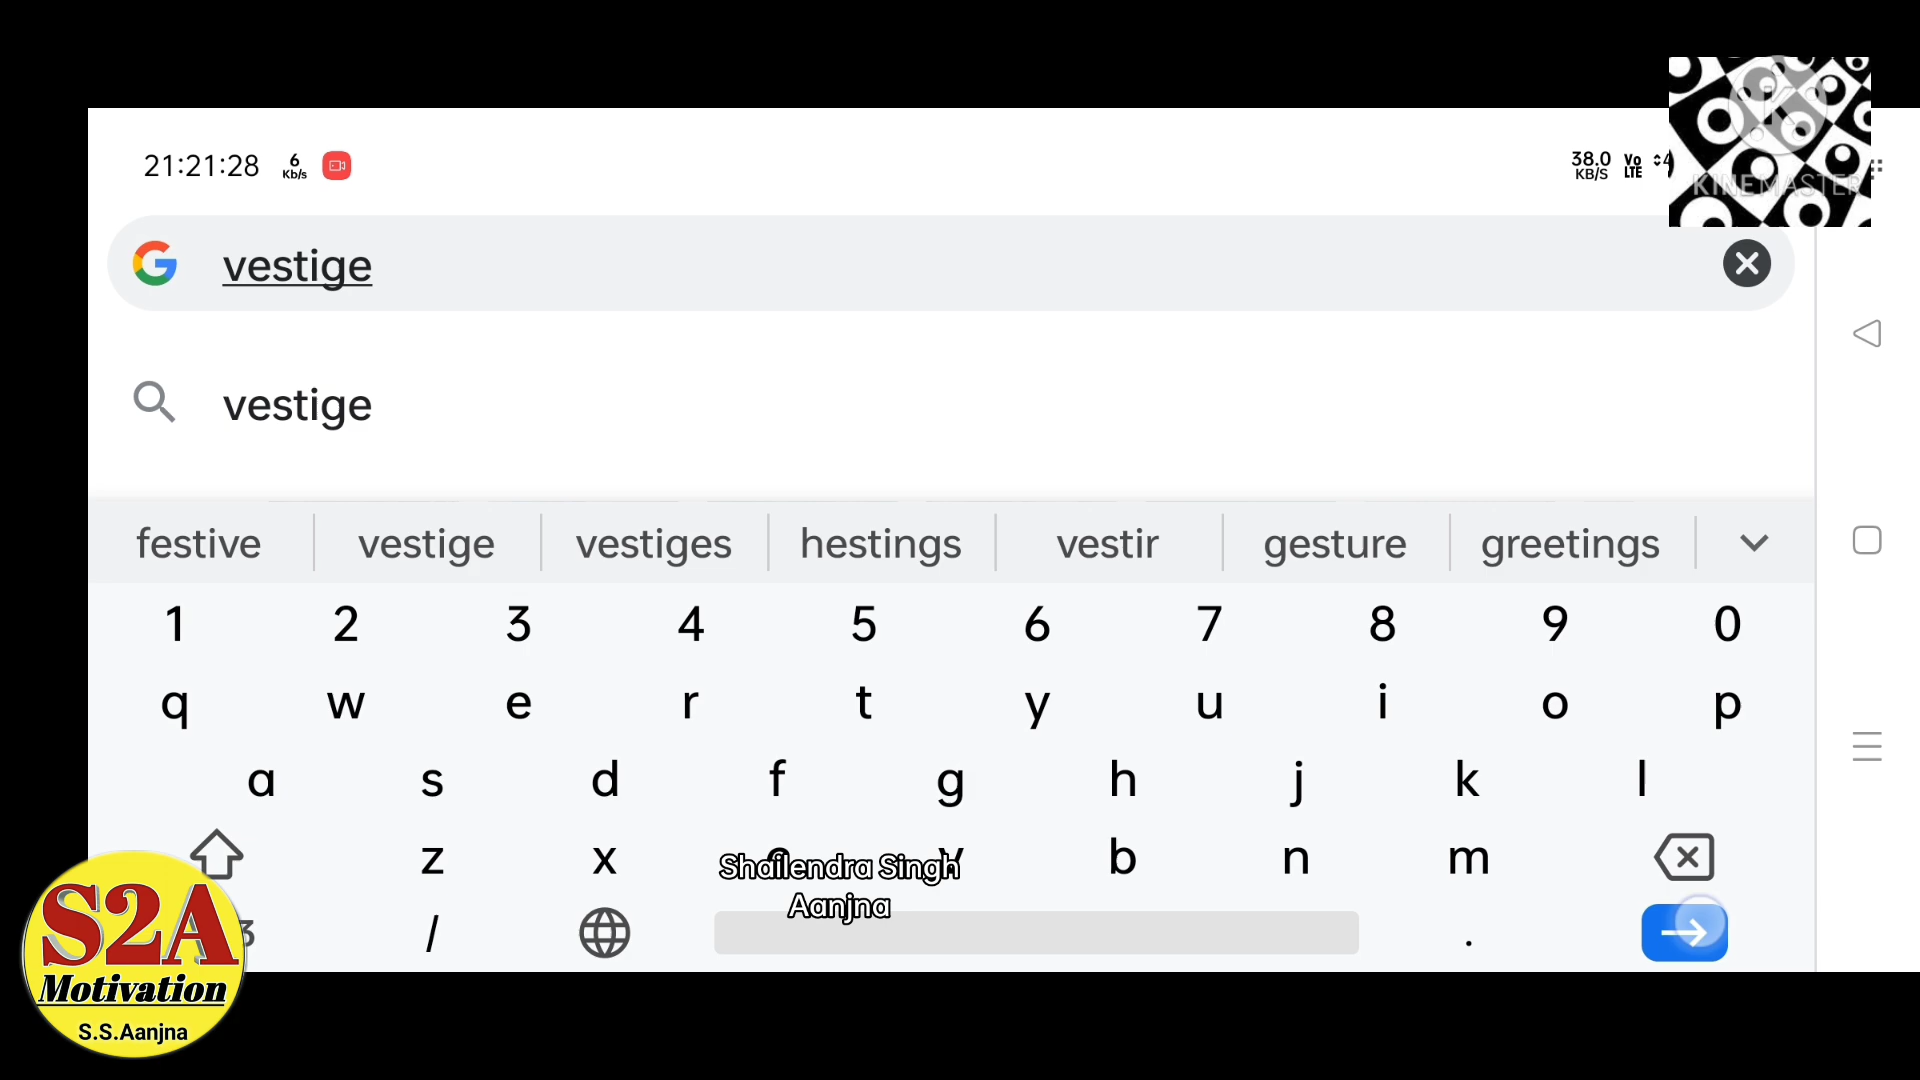 21:21:28 6 Kb/s 38.0 KB/S Vo LTE
KINEMASTER
vestige
vestige
festive vestige vestiges hestings vestir gesture greetings
1 2 3 4 5 6 7 8 9 0
q w e r t y u i o p
a s d f g h j k l
z x c v b n m
Shailendra Singh
Aanjna
/ .
S2A
Motivation
S.S.Aanjna